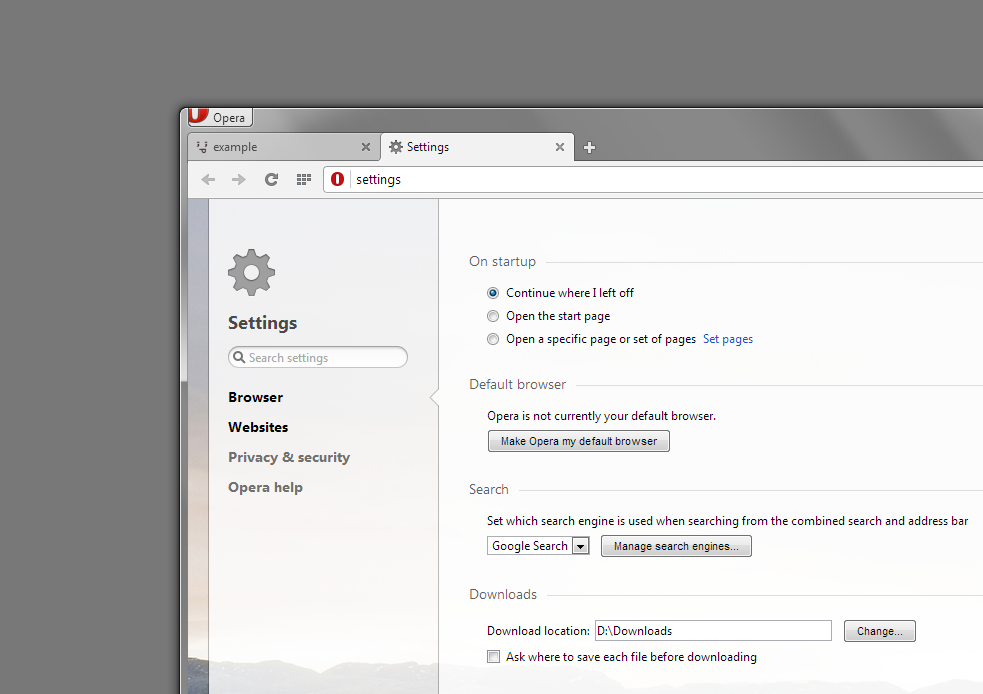 Opera
example
Settings
settings
Settings
Search settings
Browser
Websites
Privacy & security
Opera help
On startup
Continue where I left off
Open the start page
Open a specific page or set of pages Set pages
Default browser
Opera is not currently your default browser.
Make Opera my default browser
Search
Set which search engine is used when searching from the combined search and address bar
Google Search Manage search engines...
Downloads
Download location: D:\Downloads Change...
Ask where to save each file before downloading